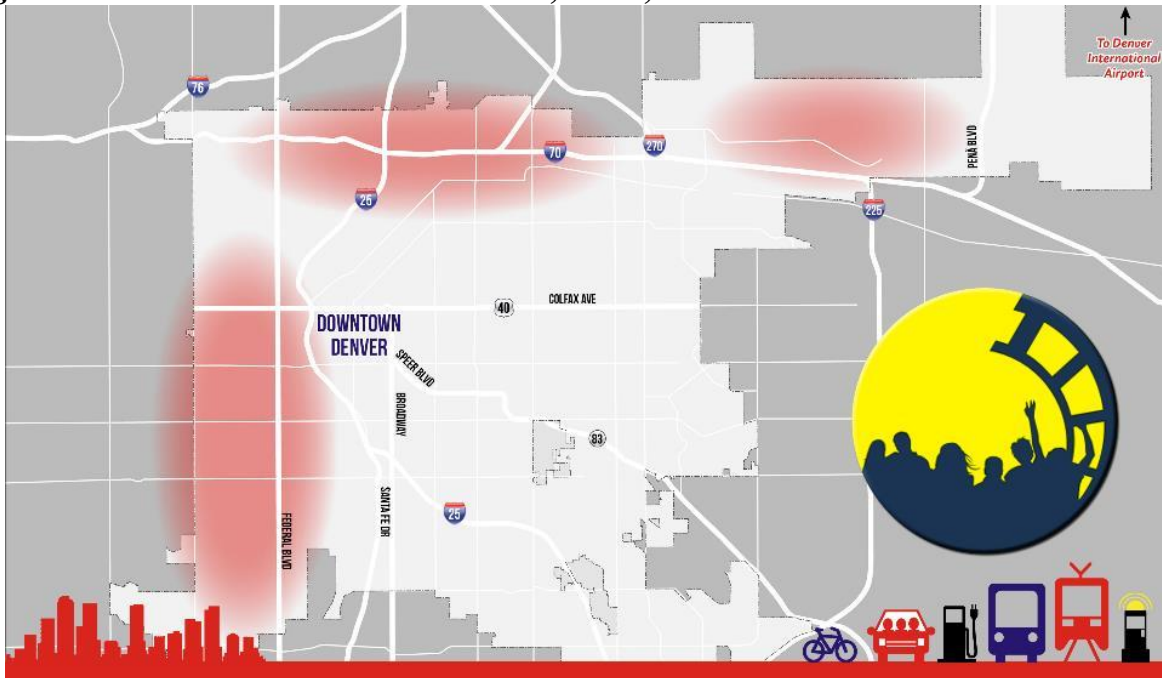 To Denver
International
Airport
76
70
270
25
225
PEÑA BLVD
40
COLFAX AVE
DOWNTOWN
DENVER
SPEER BLVD
BROADWAY
83
SANTA FE DR
25
FEDERAL BLVD